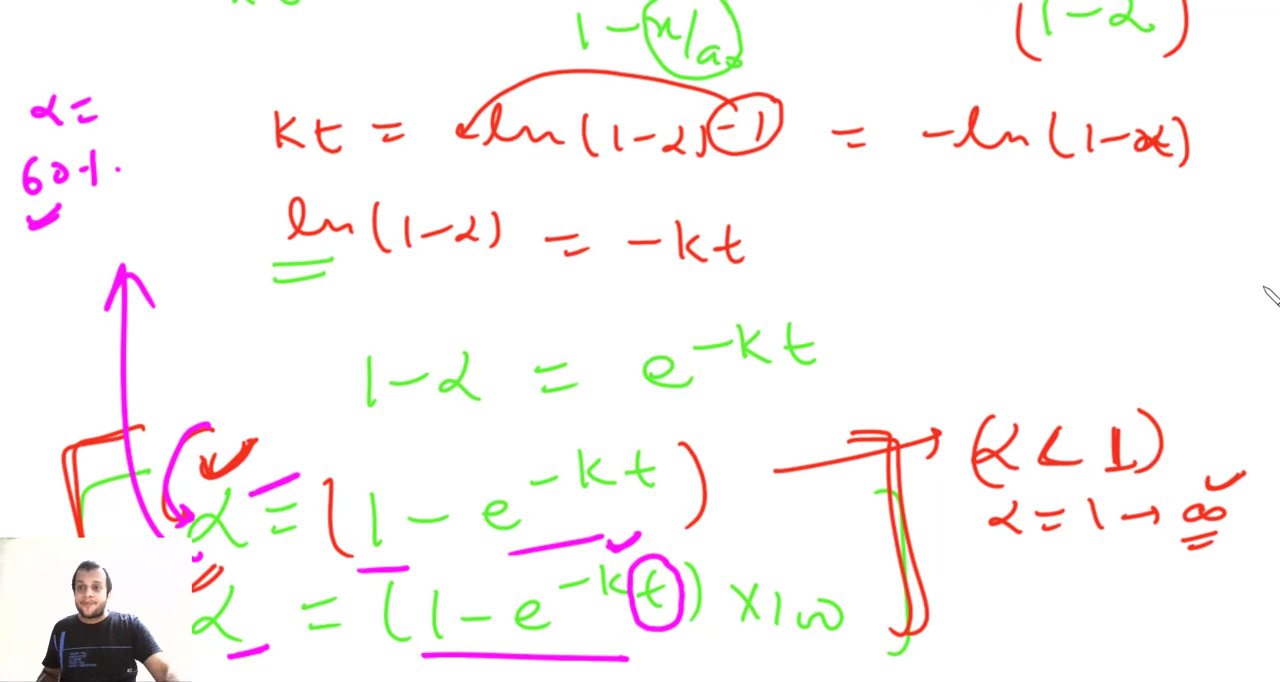 1 - x/a₀
(1 - α)
α =
60%.
kt = ln(1 - α)⁻¹ = -ln(1 - α)
ln(1 - α) = -kt
1 - α = e^{-kt}
α = (1 - e^{-kt}) → (α < 1)
α = 1 → ∞
α = (1 - e^{-kt}) × 100